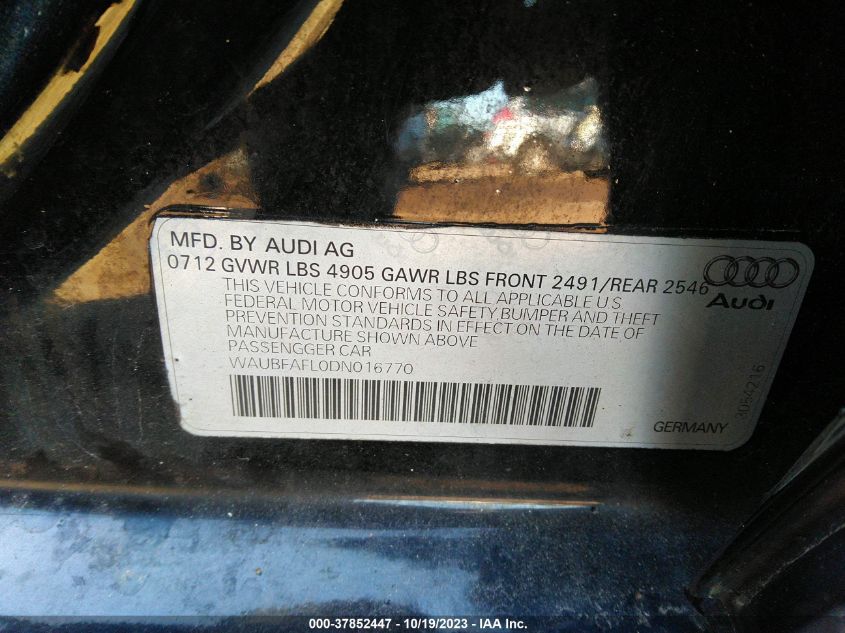 MFD. BY AUDI AG
0712 GVWR LBS 4905 GAWR LBS FRONT 2491/REAR 2546
THIS VEHICLE CONFORMS TO ALL APPLICABLE U S
FEDERAL MOTOR VEHICLE SAFETY BUMPER AND THEFT
PREVENTION STANDARDS IN EFFECT ON THE DATE OF
MANUFACTURE SHOWN ABOVE
PASSENGGER CAR
WAUBFAFL0DN016770
Audi
3054216
GERMANY
000-37852447 - 10/19/2023 - IAA Inc.